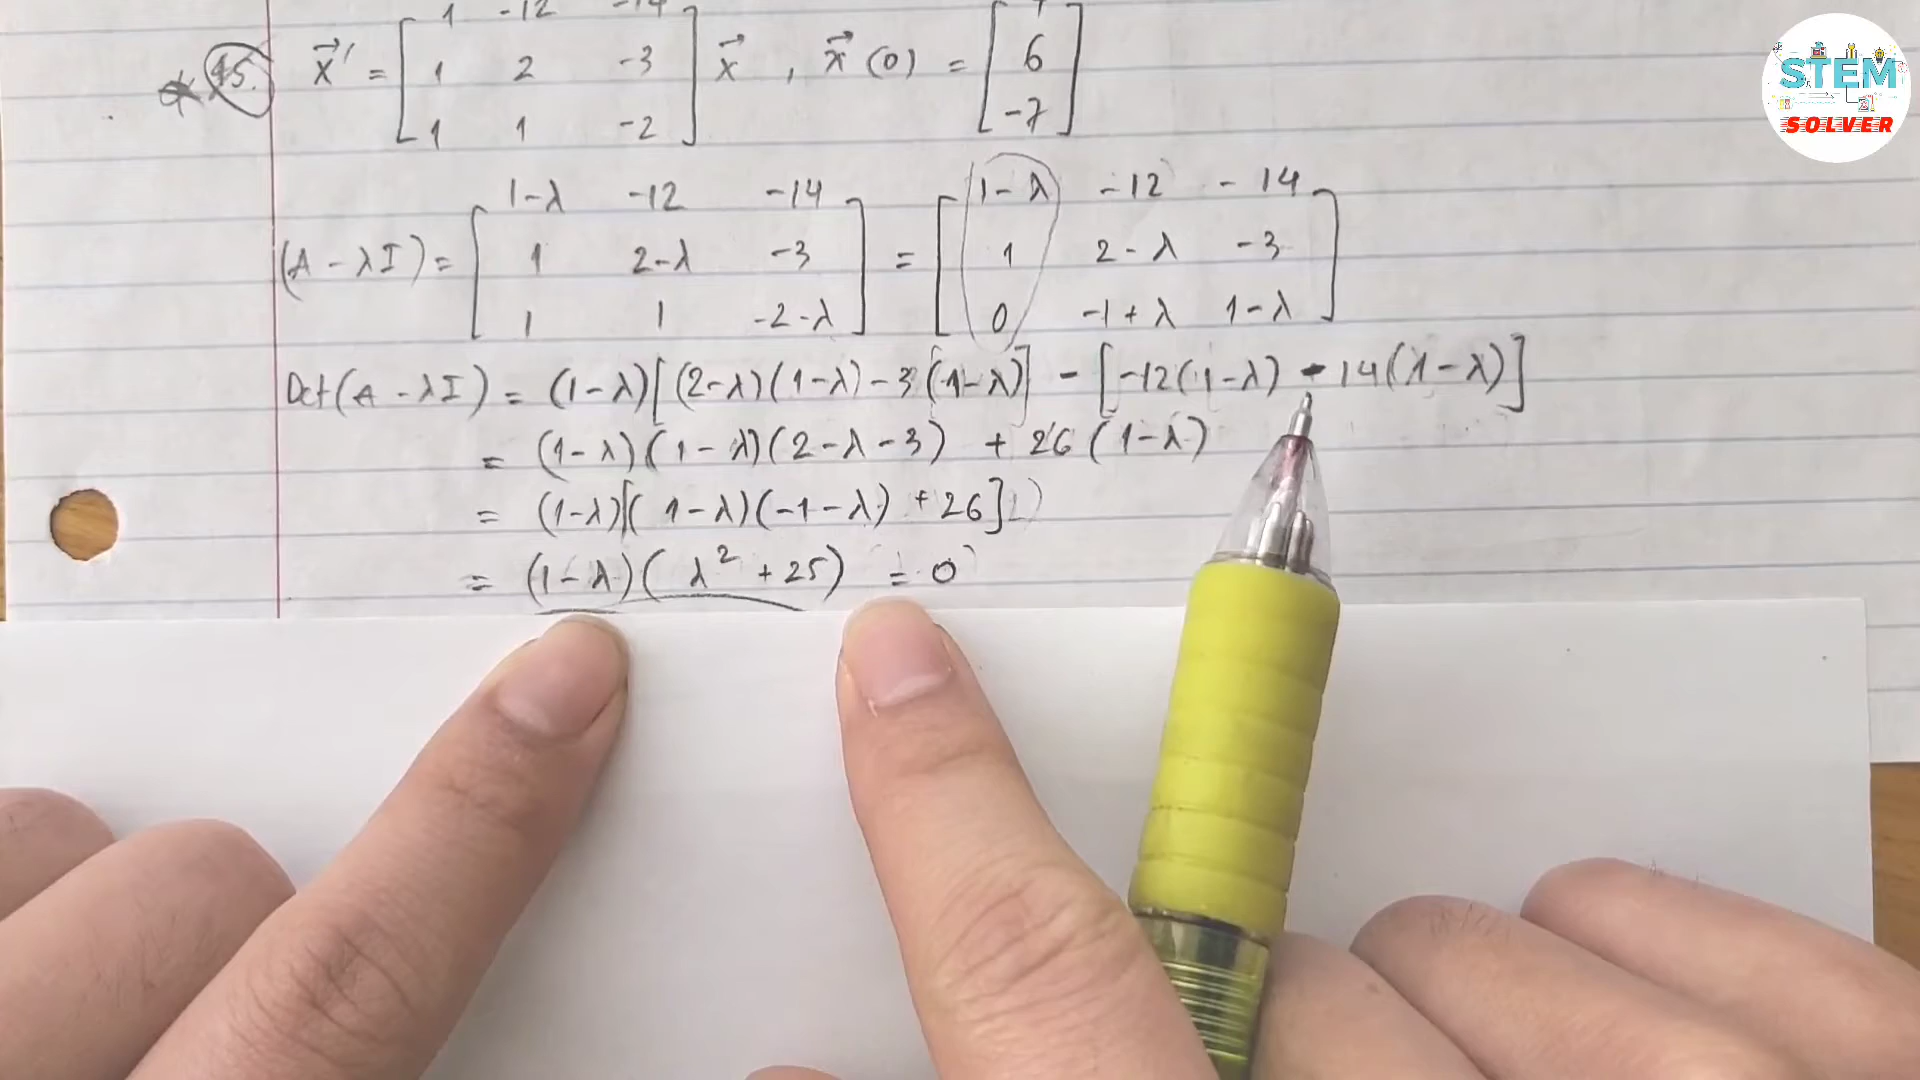 1 -12 -14
45. x⃗' = [ 1 2 -3 ] x⃗ , x⃗(0) = [ 6 ]
1 1 -2 -7
1-λ -12 -14 1-λ -12 -14
(A - λI) = [ 1 2-λ -3 ] = [ 1 2-λ -3 ]
1 1 -2-λ 0 -1+λ 1-λ
Det(A - λI) = (1-λ)[(2-λ)(1-λ) - 3(1-λ)] - [-12(1-λ) - 14(1-λ)]
= (1-λ)(1-λ)(2-λ-3) + 26(1-λ)
= (1-λ)[(1-λ)(-1-λ) + 26]
= (1-λ)(λ² + 25) = 0
STEM
SOLVER